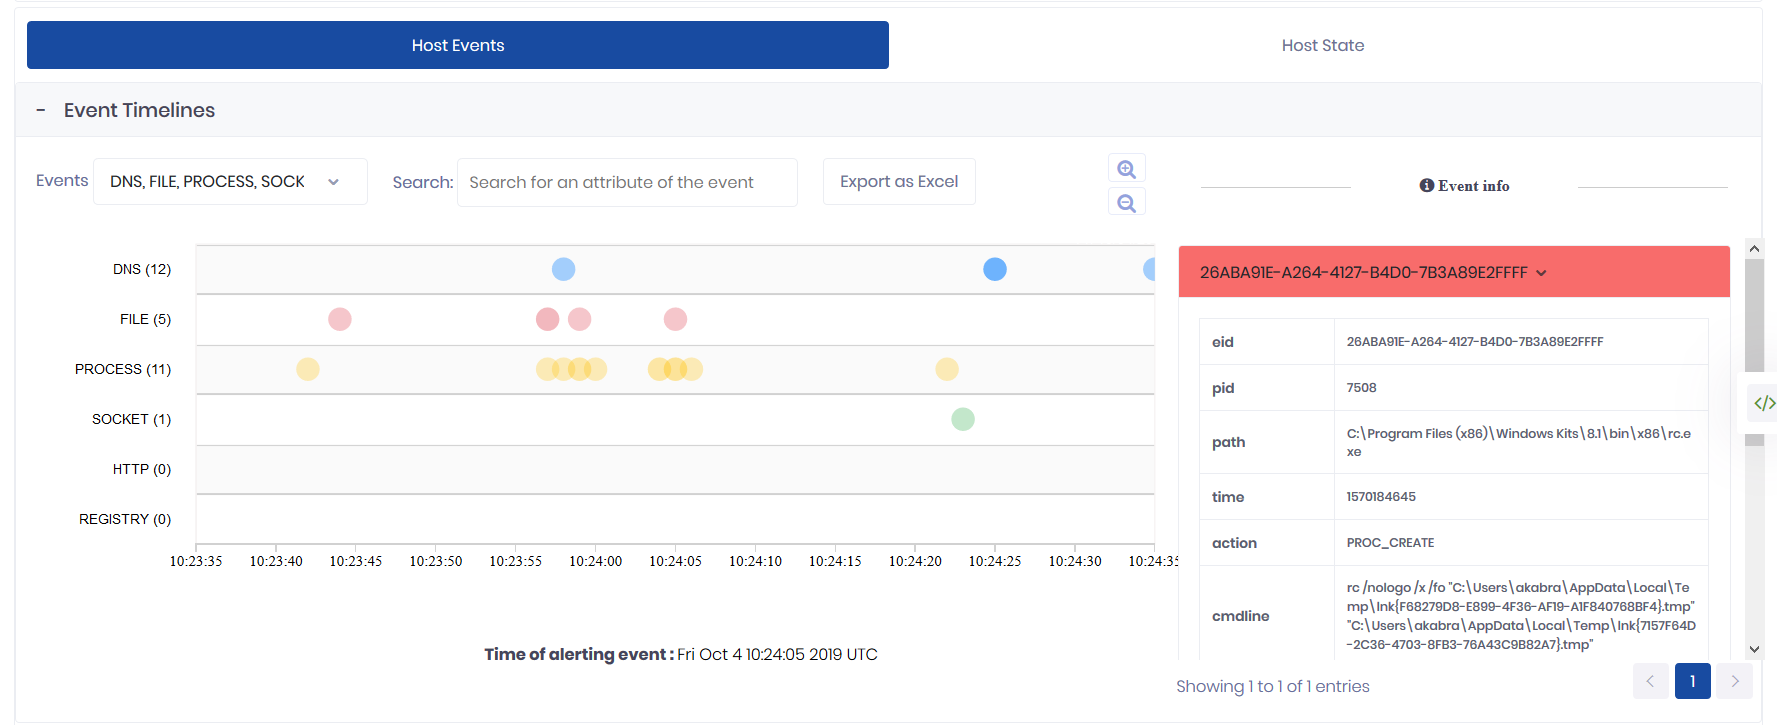 Host Events
Host State
- Event Timelines
Events
DNS, FILE, PROCESS, SOCK
Search:
Search for an attribute of the event
Export as Excel
Event info
DNS (12)
FILE (5)
PROCESS (11)
SOCKET (1)
HTTP (0)
REGISTRY (0)
10:23:35 10:23:40 10:23:45 10:23:50 10:23:55 10:24:00 10:24:05 10:24:10 10:24:15 10:24:20 10:24:25 10:24:30 10:24:35
Time of alerting event : Fri Oct 4 10:24:05 2019 UTC
26ABA91E-A264-4127-B4D0-7B3A89E2FFFF
eid 26ABA91E-A264-4127-B4D0-7B3A89E2FFFF
pid 7508
path C:\Program Files (x86)\Windows Kits\8.1\bin\x86\rc.e
xe
time 1570184645
action PROC_CREATE
cmdline rc /nologo /x /fo "C:\Users\akabra\AppData\Local\Te
mp\lnk{F68279D8-E899-4F36-AF19-A1F840768BF4}.tmp"
"C:\Users\akabra\AppData\Local\Temp\lnk{7157F64D
-2C36-4703-8FB3-76A43C9B82A7}.tmp"
Showing 1 to 1 of 1 entries
< 1 >
</>